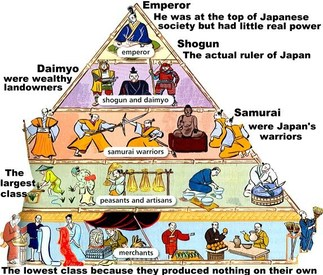 Emperor
He was at the top of Japanese
society but had little real power
emperor
Shogun
The actual ruler of Japan
Daimyo
were wealthy
landowners
shogun and daimyo
Samurai
were Japan's
warriors
samurai warriors
The
largest
class
peasants and artisans
merchants
The lowest class because they produced nothing on their own